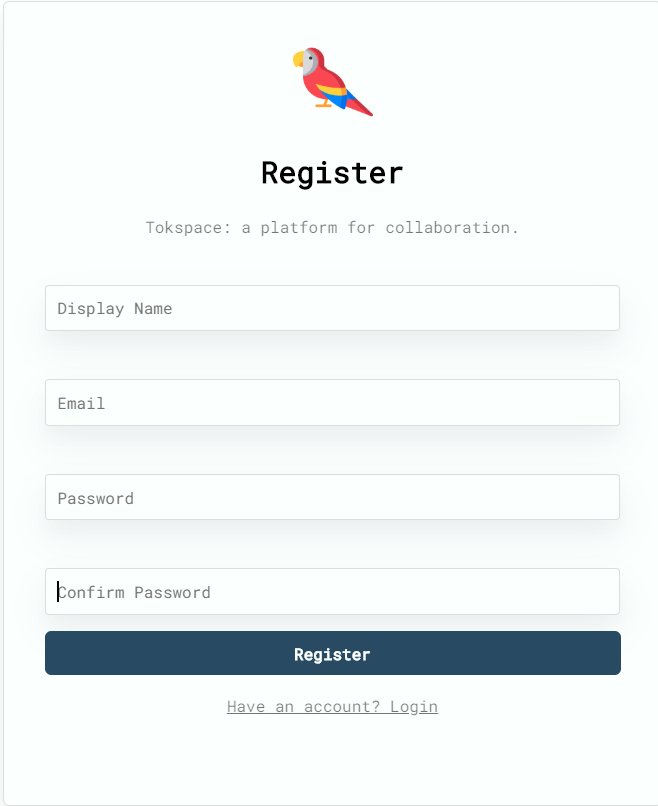 Register
Tokspace: a platform for collaboration.
Display Name
Email
Password
Confirm Password
Register
Have an account? Login